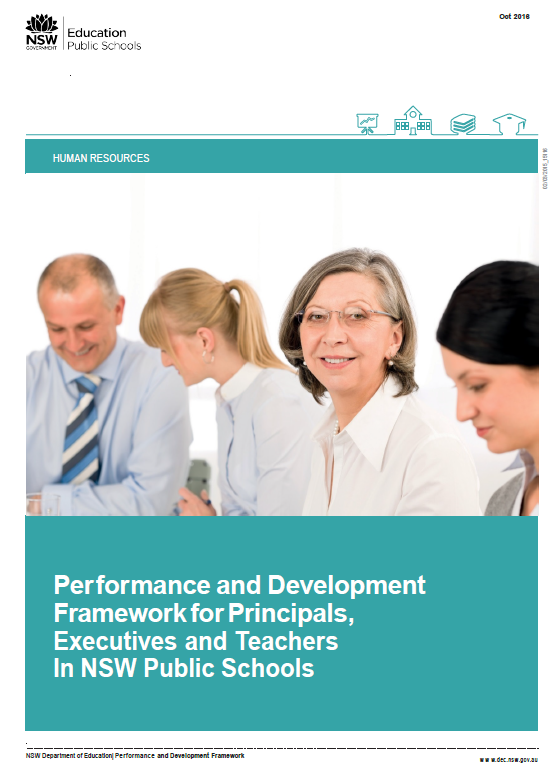 Oct 2016
NSW
GOVERNMENT
Education
Public Schools
HUMAN RESOURCES
Performance and Development
Framework for Principals,
Executives and Teachers
In NSW Public Schools
NSW Department of Education| Performance and Development Framework
www.dec.nsw.gov.au